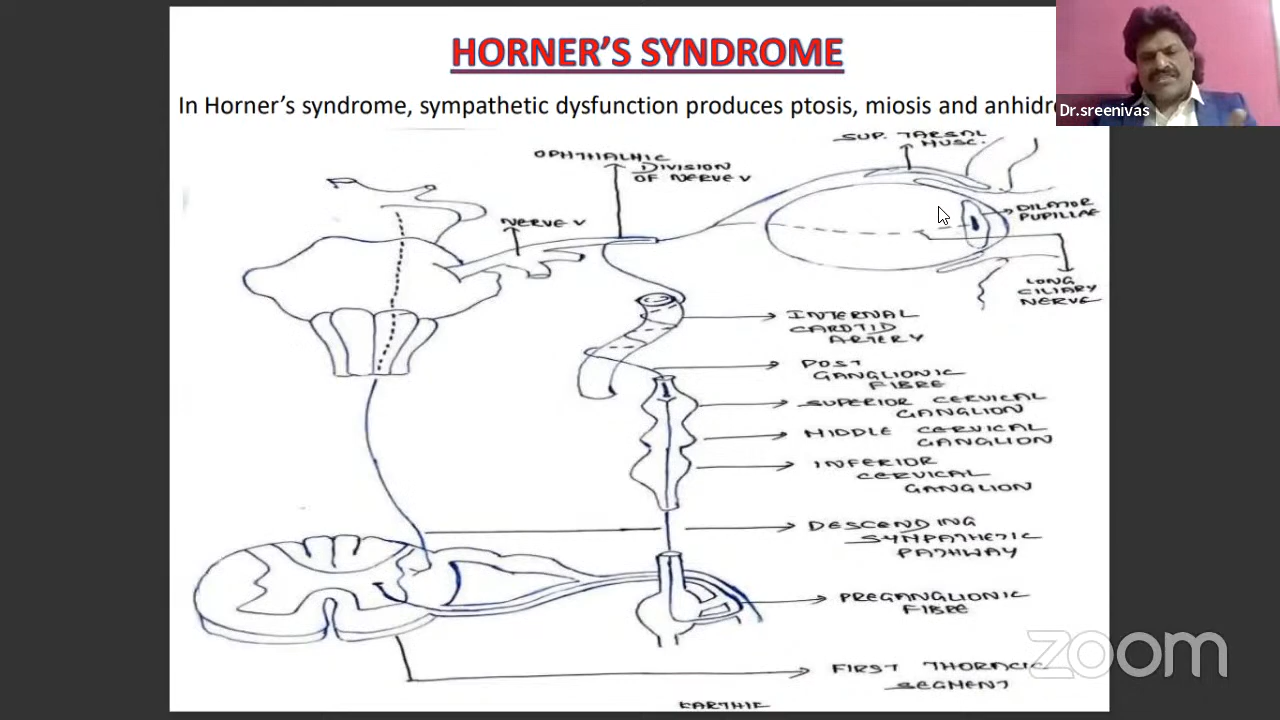 HORNER'S SYNDROME
In Horner's syndrome, sympathetic dysfunction produces ptosis, miosis and
Dr.sreenivas
SUP. TARSAL
MUSC.
OPHTHALMIC
DIVISION
OF NERVE V
NERVE V
DILATOR
PUPILLAE
LONG
CILIARY
NERVE
INTERNAL
CAROTID
ARTERY
POST
GANGLIONIC
FIBRE
SUPERIOR CERVICAL
GANGLION
MIDDLE CERVICAL
GANGLION
INFERIOR
CERVICAL
GANGLION
DESCENDING
SYMPATHETIC
PATHWAY
PREGANGLIONIC
FIBRE
FIRST THORACIC
SEGMENT
KARTHIK
zoom